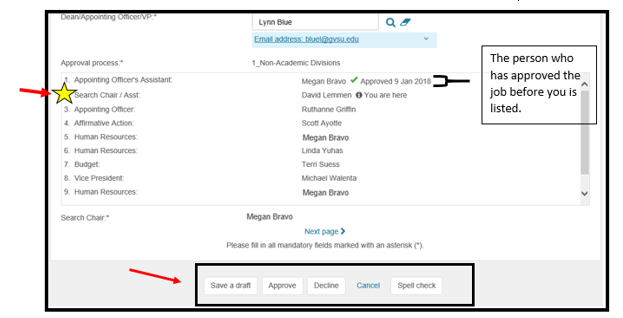 Dean/Appointing Officer/VP:*
Lynn Blue
Email address: bluel@gvsu.edu
Approval process:* 1_Non-Academic Divisions
1. Appointing Officer's Assistant: Megan Bravo ✔ Approved 9 Jan 2018
Search Chair / Asst: David Lemmen You are here
3. Appointing Officer: Ruthanne Griffin
4. Affirmative Action: Scott Ayotte
5. Human Resources: Megan Bravo
6. Human Resources: Linda Yuhas
7. Budget: Terri Suess
8. Vice President: Michael Walenta
9. Human Resources: Megan Bravo
The person who
has approved the
job before you is
listed.
Search Chair:* Megan Bravo
Next page
Please fill in all mandatory fields marked with an asterisk (*).
Save a draft Approve Decline Cancel Spell check